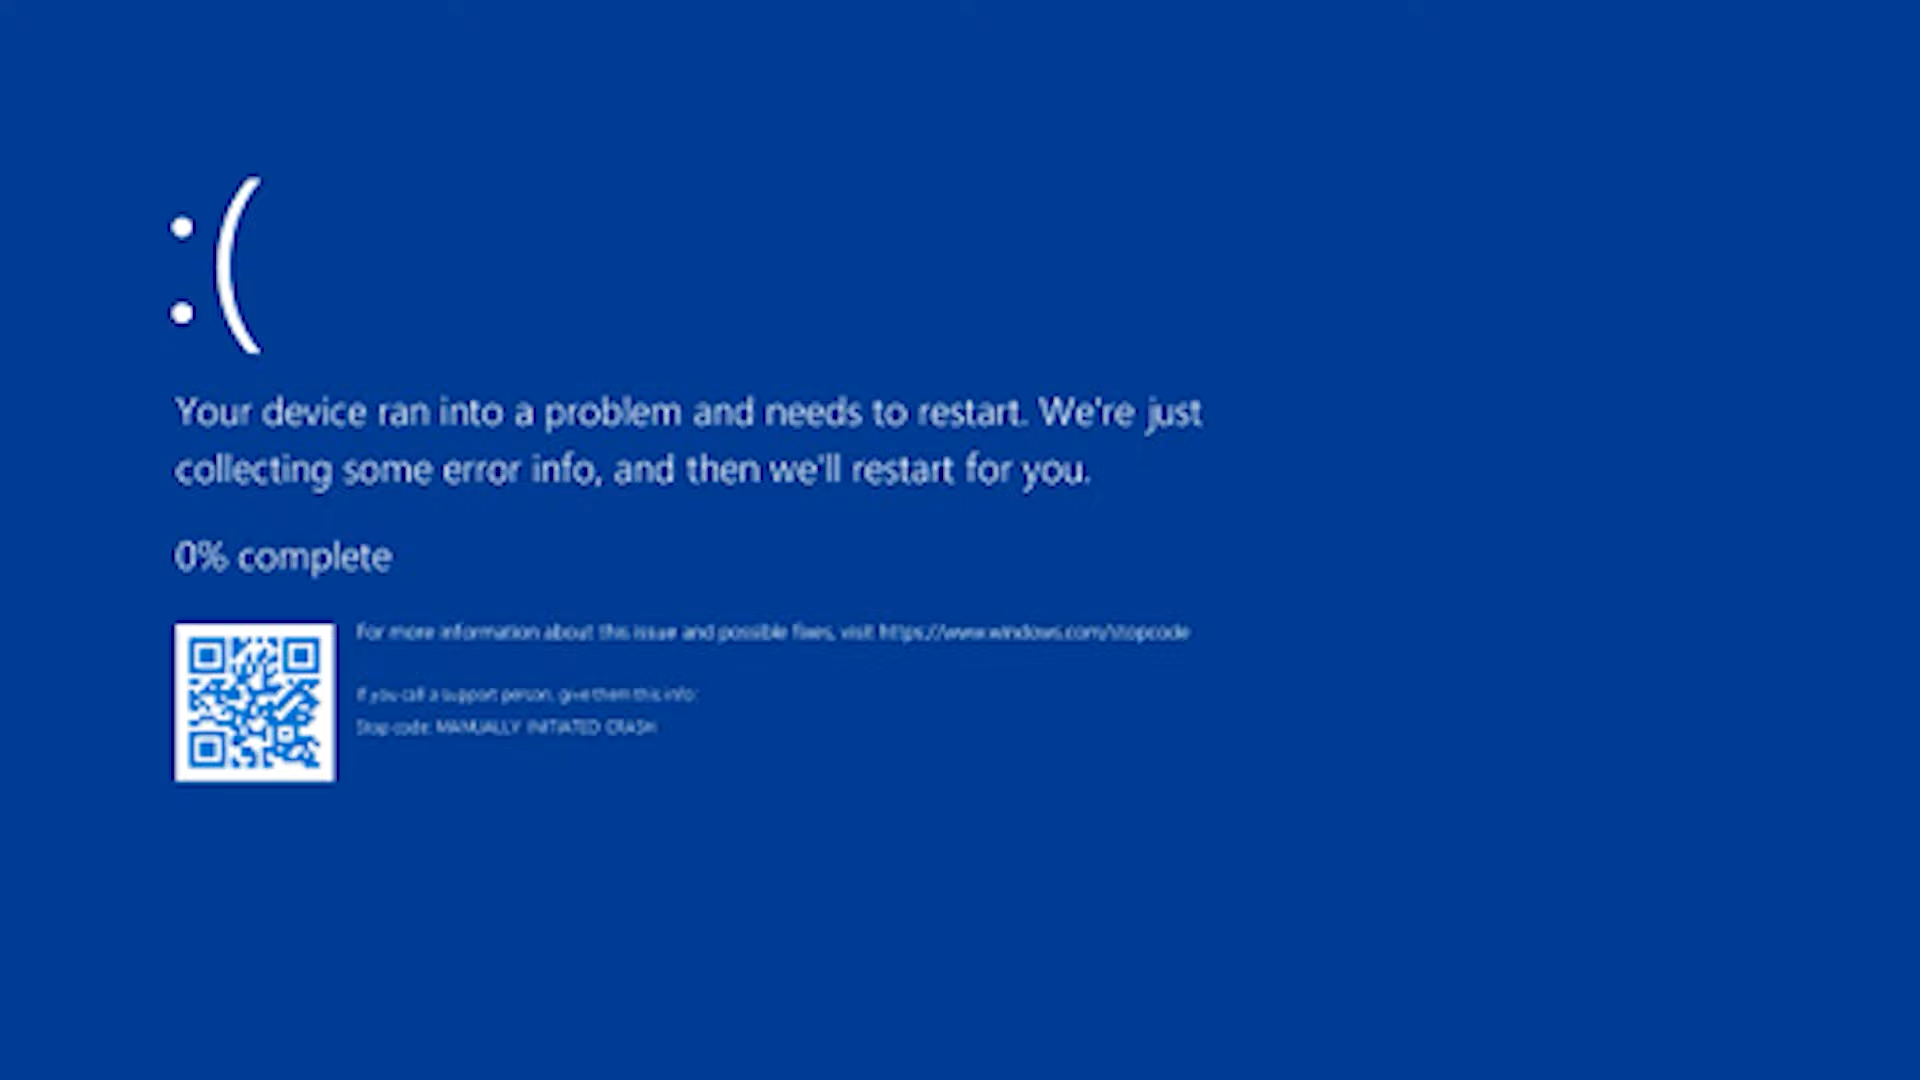 :(
Your device ran into a problem and needs to restart. We're just
collecting some error info, and then we'll restart for you.
0% complete
For more information about this issue and possible fixes, visit https://www.windows.com/stopcode
If you call a support person, give them this info:
Stop code: MANUALLY INITIATED CRASH